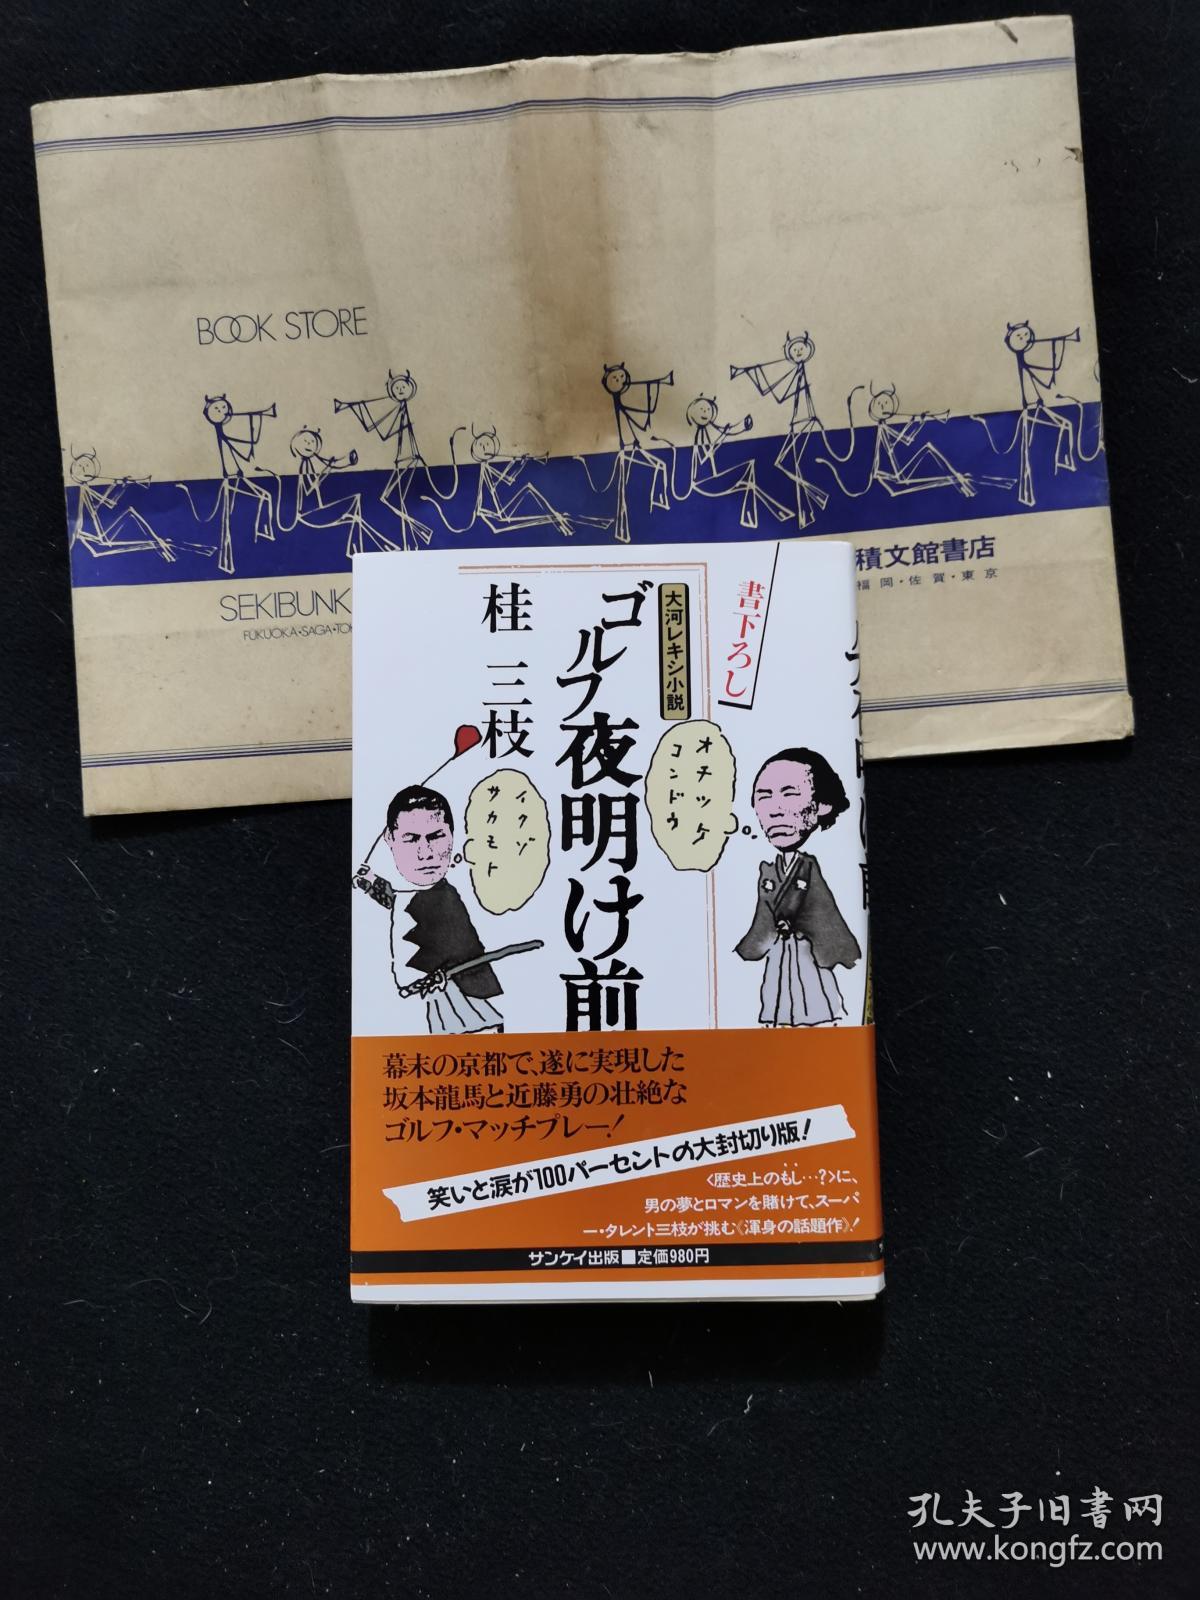 BOOK STORE
SEKIBUNK
FUKUOKA・SAGA・TOK
積文館書店
福岡・佐賀・東京
書下ろし
大河レキシ小説
ゴルフ夜明け前
桂三枝
オチツケ
コンドウ
イクゾ
サカモト
幕末の京都で、遂に実現した
坂本龍馬と近藤勇の壮絶な
ゴルフ・マッチプレー!
笑いと涙が100パーセントの大封切り版!
〈歴史上のもし…?〉に、
男の夢とロマンを賭けて、スーパ
ー・タレント三枝が挑む《渾身の話題作》!
サンケイ出版■定価980円
孔夫子旧书网
www.kongfz.com